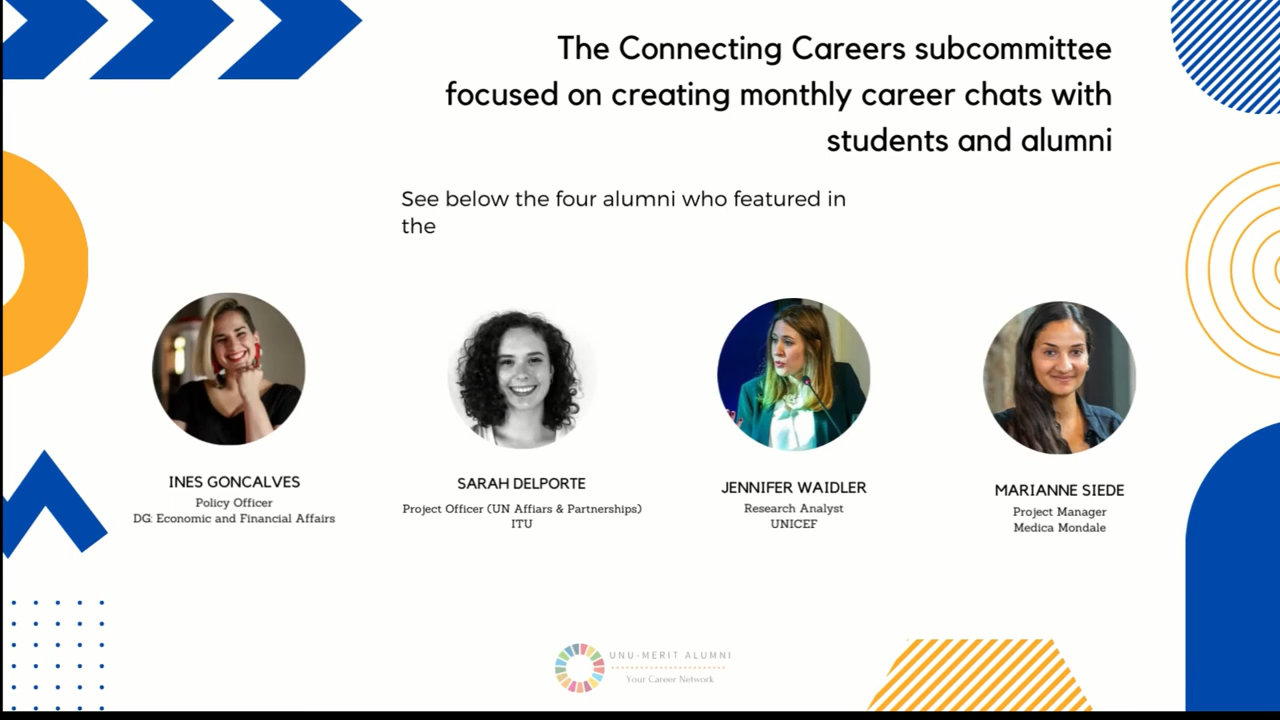 The Connecting Careers subcommittee
focused on creating monthly career chats with
students and alumni
See below the four alumni who featured in
the
INES GONCALVES
Policy Officer
DG: Economic and Financial Affairs
SARAH DELPORTE
Project Officer (UN Affiars & Partnerships)
ITU
JENNIFER WAIDLER
Research Analyst
UNICEF
MARIANNE SIEDE
Project Manager
Medica Mondale
UNU-MERIT ALUMNI
Your Career Network